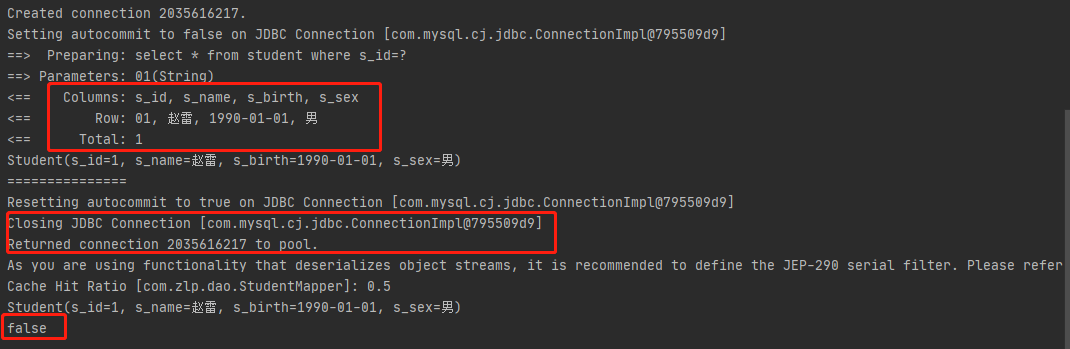 Created connection 2035616217.
Setting autocommit to false on JDBC Connection [com.mysql.cj.jdbc.ConnectionImpl@795509d9]
==>  Preparing: select * from student where s_id=?
==> Parameters: 01(String)
<==    Columns: s_id, s_name, s_birth, s_sex
<==        Row: 01, 赵雷, 1990-01-01, 男
<==      Total: 1
Student(s_id=1, s_name=赵雷, s_birth=1990-01-01, s_sex=男)
===============
Resetting autocommit to true on JDBC Connection [com.mysql.cj.jdbc.ConnectionImpl@795509d9]
Closing JDBC Connection [com.mysql.cj.jdbc.ConnectionImpl@795509d9]
Returned connection 2035616217 to pool.
As you are using functionality that deserializes object streams, it is recommended to define the JEP-290 serial filter. Please refer
Cache Hit Ratio [com.zlp.dao.StudentMapper]: 0.5
Student(s_id=1, s_name=赵雷, s_birth=1990-01-01, s_sex=男)
false